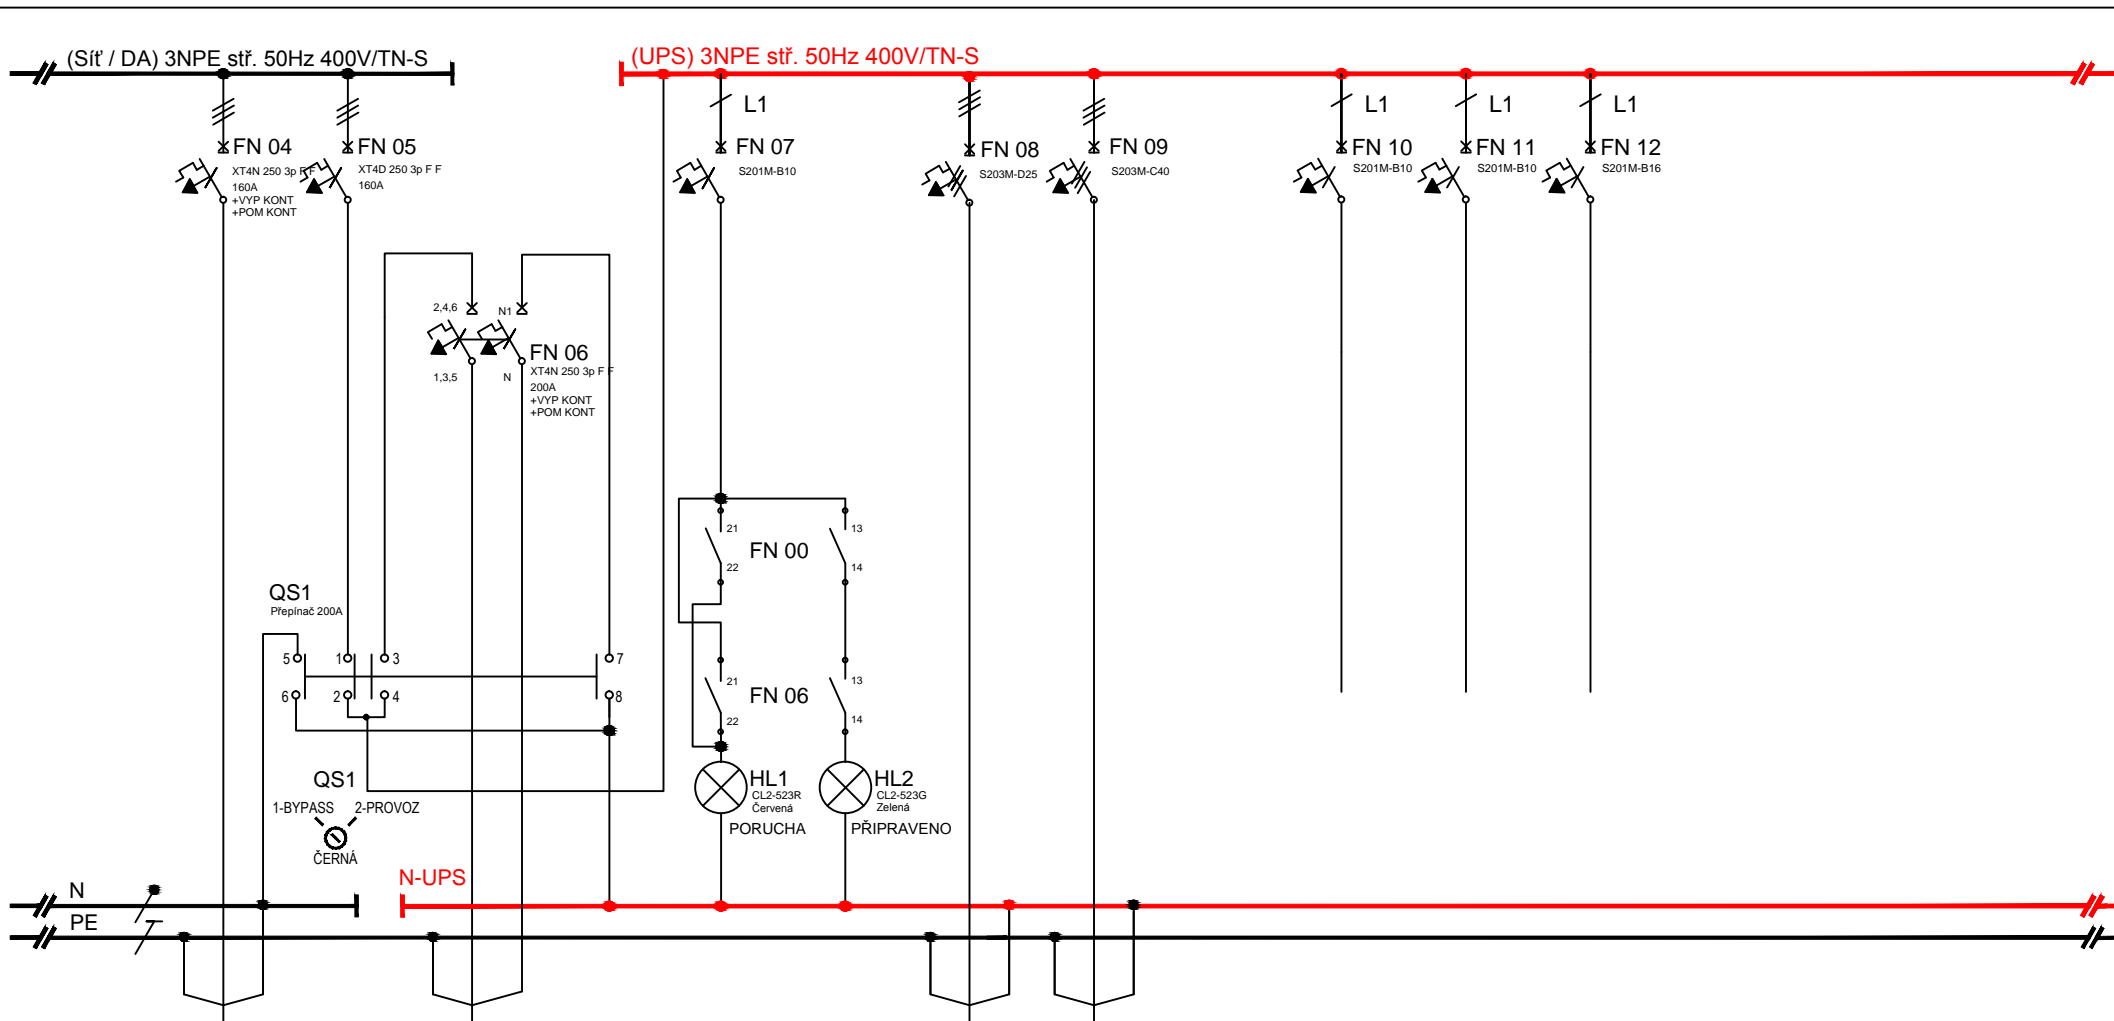 (Síť / DA) 3NPE stř. 50Hz 400V/TN-S
(UPS) 3NPE stř. 50Hz 400V/TN-S
L1
L1
L1
L1
FN 04
XT4N 250 3p F F
160A
+VYP KONT
+POM KONT
FN 05
XT4D 250 3p F F
160A
FN 07
S201M-B10
FN 08
S203M-D25
FN 09
S203M-C40
FN 10
S201M-B10
FN 11
S201M-B10
FN 12
S201M-B16
2,4,6
N1
1,3,5
N
FN 06
XT4N 250 3p F F
200A
+VYP KONT
+POM KONT
21
22
FN 00
13
14
QS1
Přepínač 200A
5
1
3
7
6
2
4
8
21
22
FN 06
13
14
QS1
1-BYPASS
2-PROVOZ
ČERNÁ
HL1
CL2-523R
Červená
PORUCHA
HL2
CL2-523G
Zelená
PŘIPRAVENO
N
N-UPS
PE